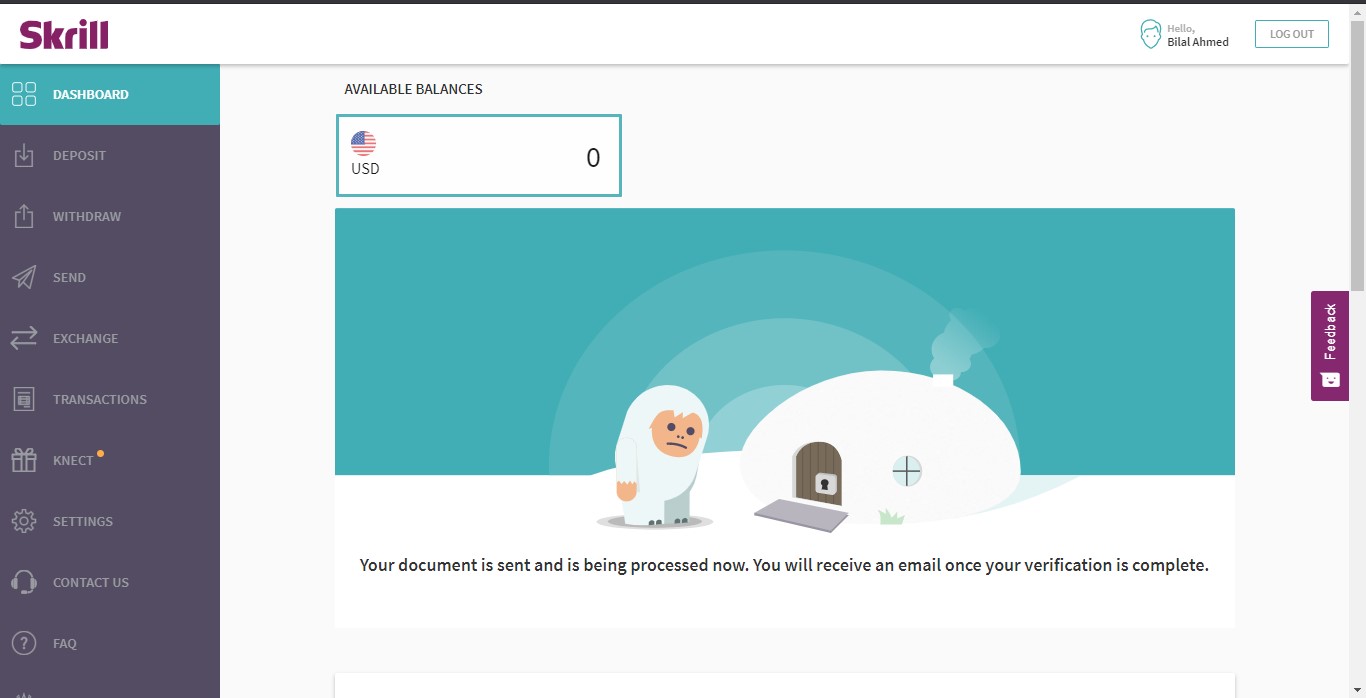 Skrill
Hello,
Bilal Ahmed
LOG OUT
DASHBOARD
DEPOSIT
WITHDRAW
SEND
EXCHANGE
TRANSACTIONS
KNECT
SETTINGS
CONTACT US
FAQ
AVAILABLE BALANCES
USD
0
Your document is sent and is being processed now. You will receive an email once your verification is complete.
Feedback